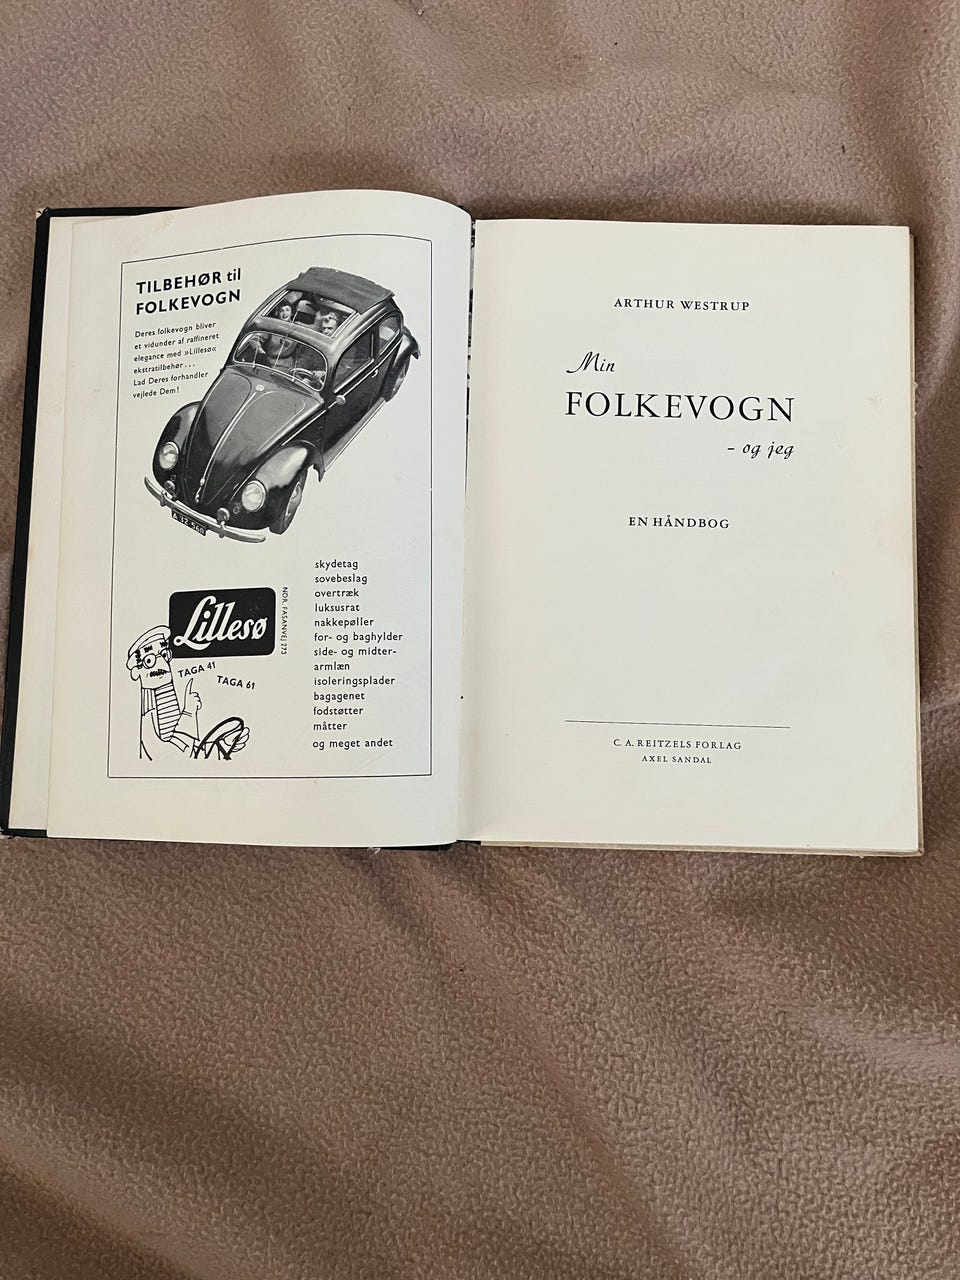 TILBEHØR til
FOLKEVOGN
Deres folkevogn bliver
et vidunder af raffineret
elegance med »Lillesø«
ekstratilbehør . . .
Lad Deres forhandler
vejlede Dem!
A 32 560
skydetag
sovebeslag
overtræk
luksusrat
nakkepøller
for- og baghylder
side- og midter-
armlæn
isoleringsplader
bagagenet
fodstøtter
måtter
og meget andet
Lillesø
NDR. FASANVEJ 273
TAGA 41
TAGA 61
ARTHUR WESTRUP
Min
FOLKEVOGN
- og jeg
EN HÅNDBOG
C. A. REITZELS FORLAG
AXEL SANDAL